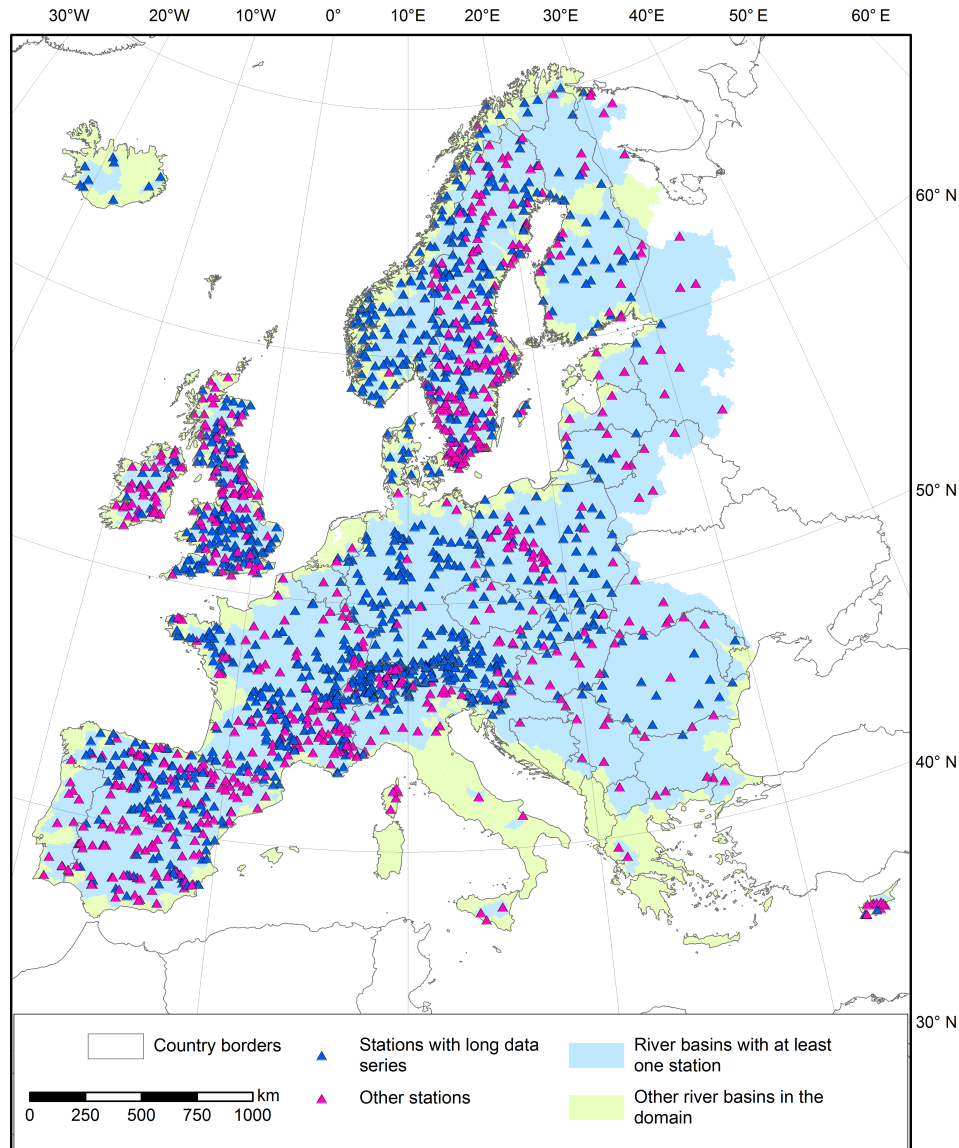 30°W 20°W 10°W 0° 10°E 20°E 30°E 40°E 50°E 60° E
60° N
50° N
40° N
30° N
Country borders
Stations with long data
series
River basins with at least
one station
Other stations
Other river basins in the
domain
km
0 250 500 750 1000